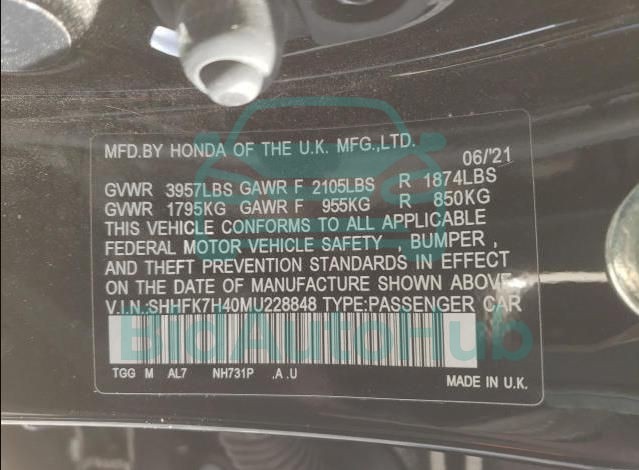 MFD.BY HONDA OF THE U.K. MFG.,LTD.
06/'21
GVWR 3957LBS GAWR F 2105LBS R 1874LBS
GVWR 1795KG GAWR F 955KG R 850KG
THIS VEHICLE CONFORMS TO ALL APPLICABLE
FEDERAL MOTOR VEHICLE SAFETY , BUMPER ,
AND THEFT PREVENTION STANDARDS IN EFFECT
ON THE DATE OF MANUFACTURE SHOWN ABOVE.
V.I.N.:SHHFK7H40MU228848 TYPE:PASSENGER CAR
BidAutoHub
TGG M AL7 NH731P .A .U
MADE IN U.K.